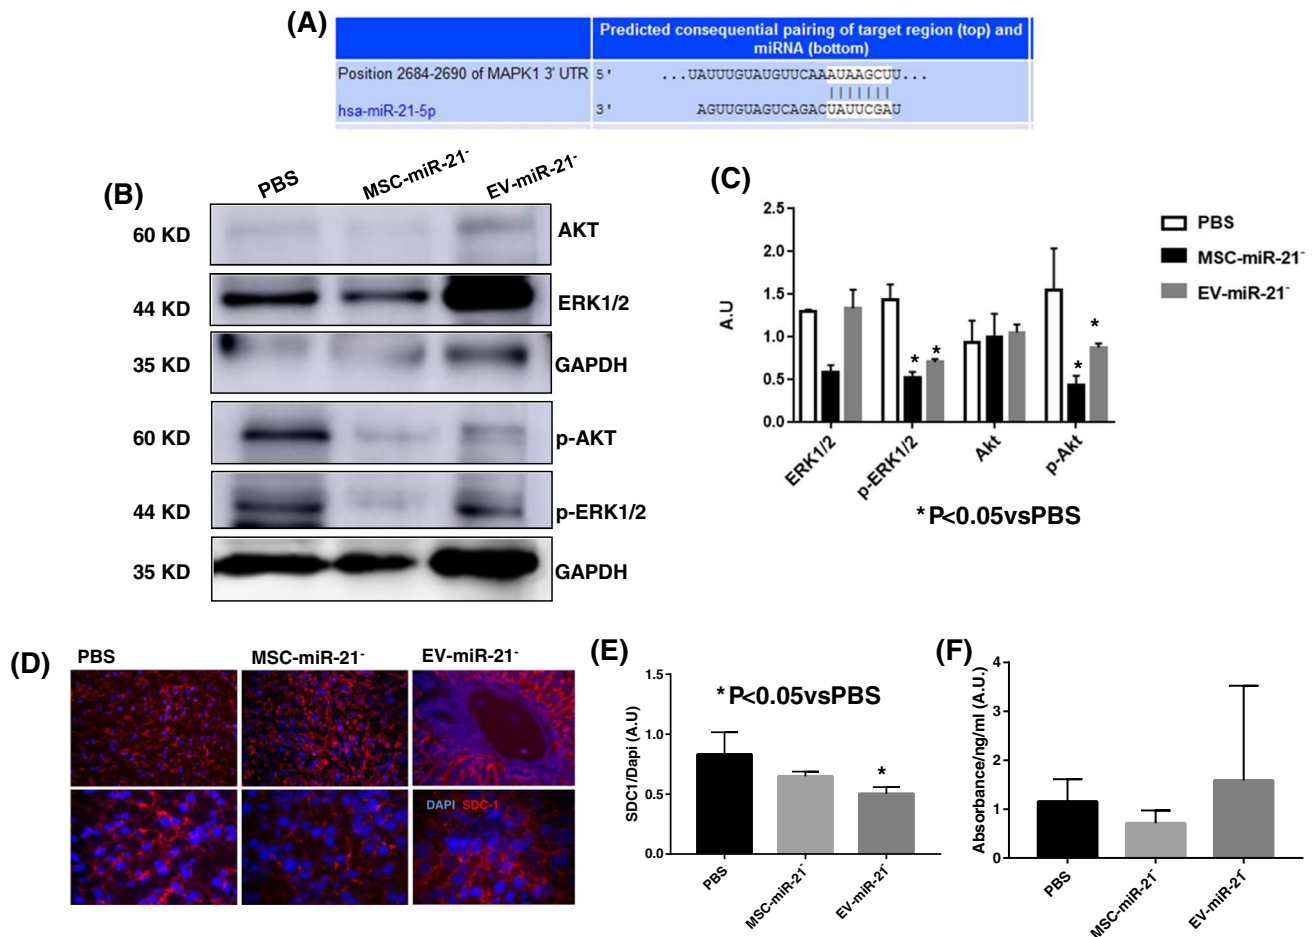 (A)
Predicted consequential pairing of target region (top) and
miRNA (bottom)
Position 2684-2690 of MAPK1 3' UTR 5' ...UAUUUGUAUGUUCAAAUAAGCUU...
hsa-miR-21-5p 3' AGUUGUAGUCAGACUAUUCGAU
(B)
PBS MSC-miR-21- EV-miR-21-
60 KD AKT
44 KD ERK1/2
35 KD GAPDH
60 KD p-AKT
44 KD p-ERK1/2
35 KD GAPDH
(C)
A.U
2.5
2.0
1.5
1.0
0.5
0.0
ERK1/2 p-ERK1/2 Akt p-Akt
* * * *
PBS
MSC-miR-21-
EV-miR-21-
*P<0.05vsPBS
(D)
PBS MSC-miR-21- EV-miR-21-
DAPI SDC-1
(E)
SDC1/Dapi (A.U)
1.5
1.0
0.5
0.0
*P<0.05vsPBS
*
PBS MSC-miR-21- EV-miR-21-
(F)
Absorbance/ng/ml (A.U.)
4
3
2
1
0
PBS MSC-miR-21- EV-miR-21-